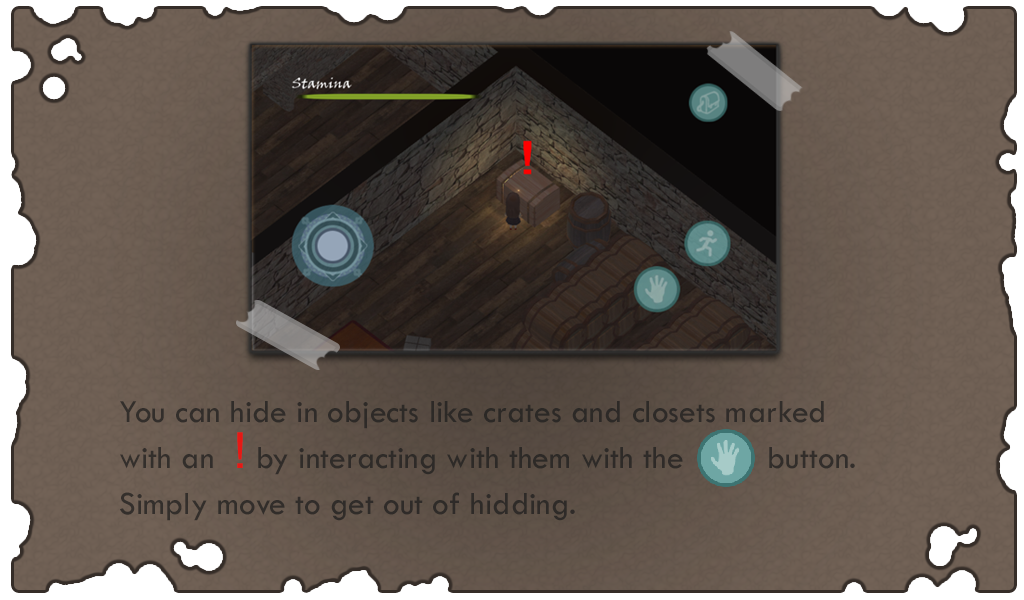 Stamina
!
You can hide in objects like crates and closets marked
with an ! by interacting with them with the button.
Simply move to get out of hidding.